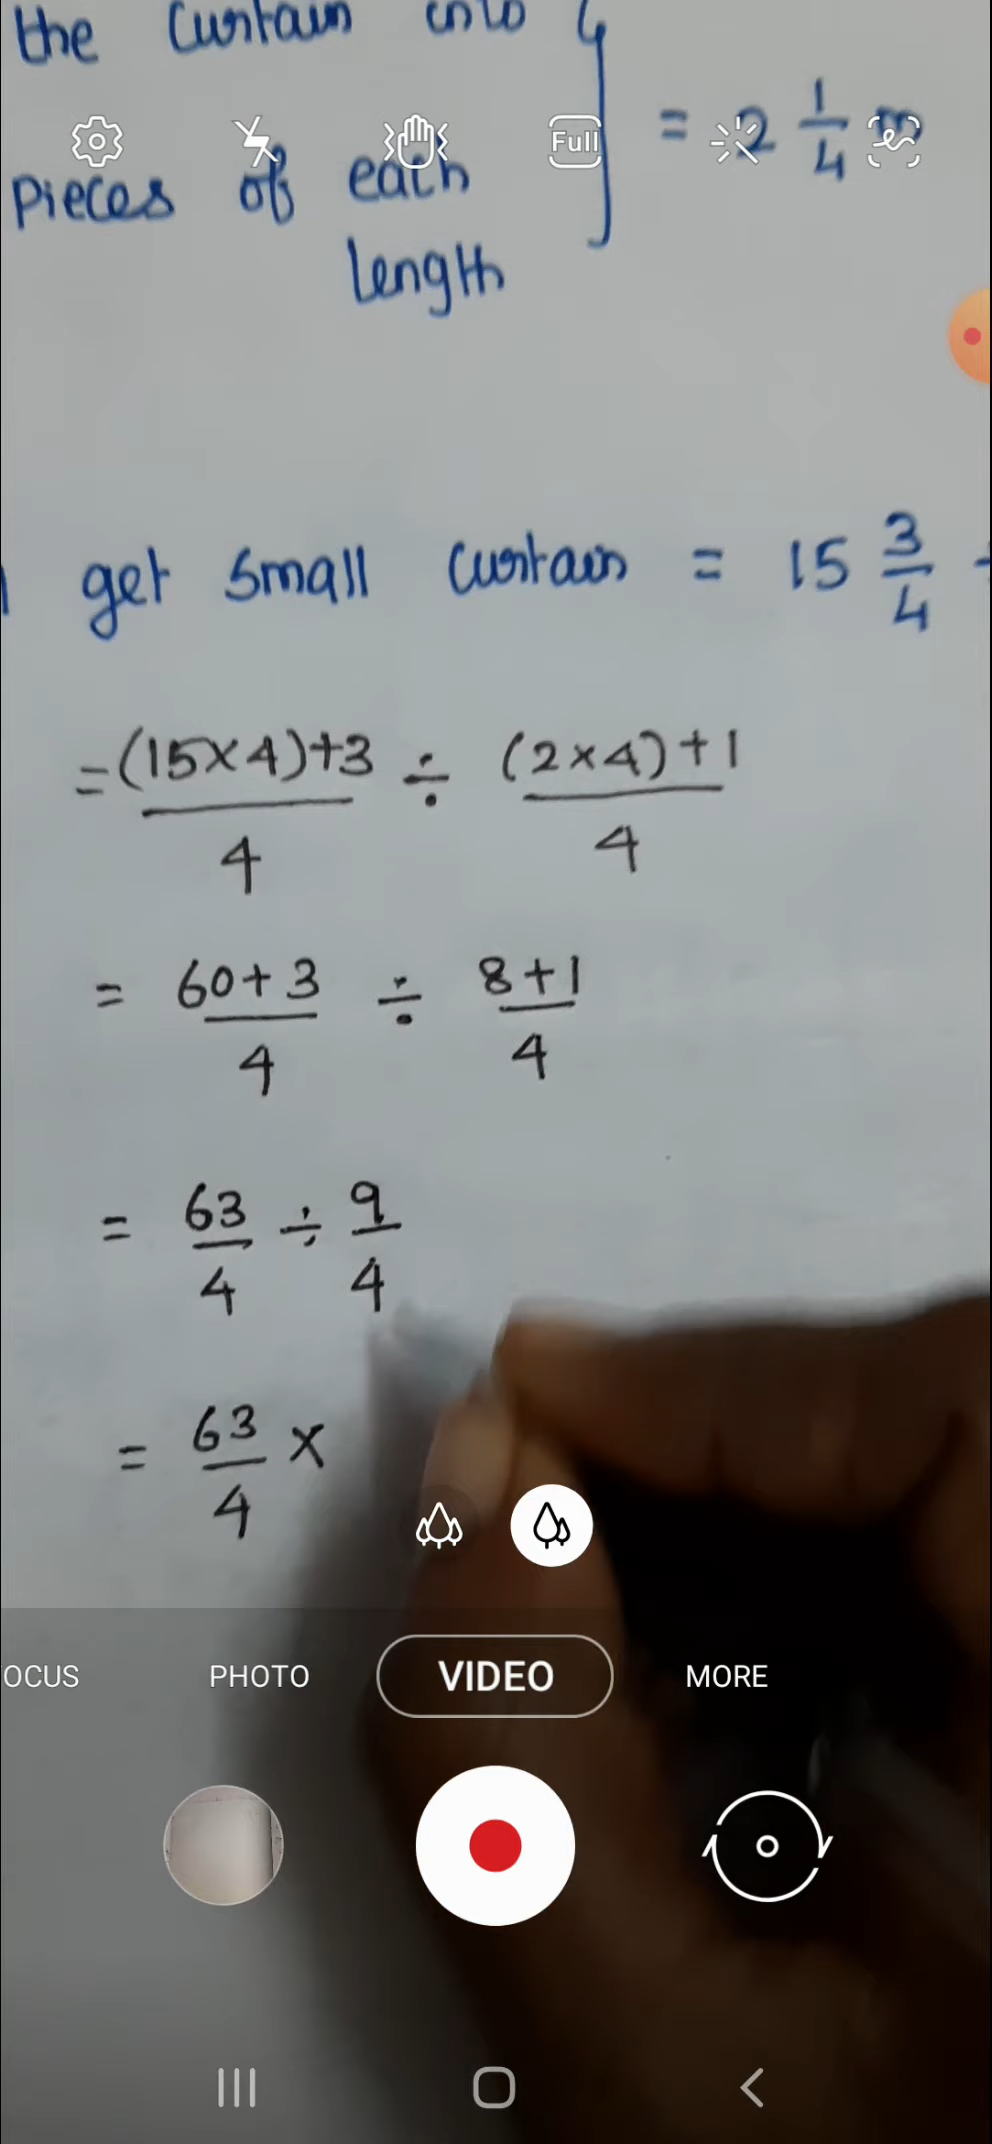 the Curtain into
Pieces of each
length
= 2 1/4 m
Full
get small Curtain = 15 3/4 ÷
= (15×4)+3/4 ÷ (2×4)+1/4
= 60+3/4 ÷ 8+1/4
= 63/4 ÷ 9/4
= 63/4 ×
OCUS PHOTO VIDEO MORE